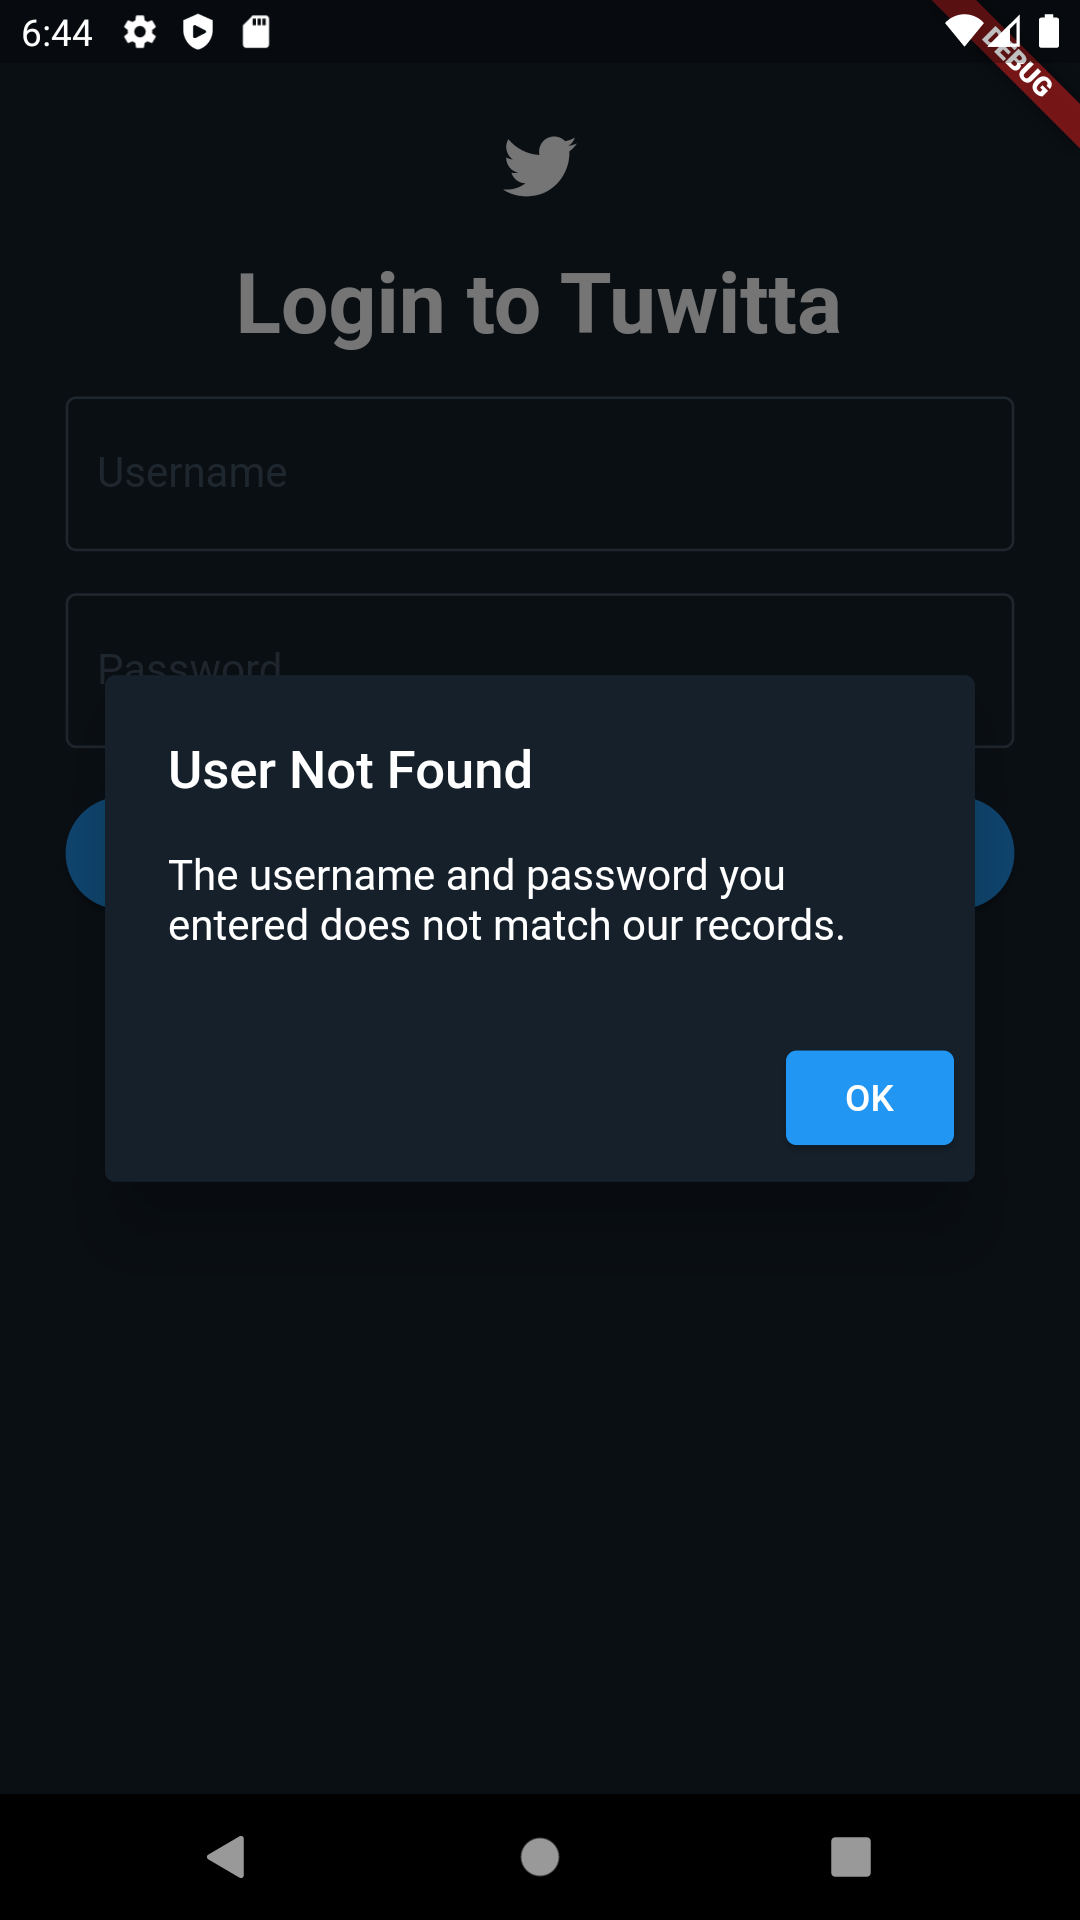 6:44
DEBUG
Login to Tuwitta
Username
Password
User Not Found
The username and password you
entered does not match our records.
OK